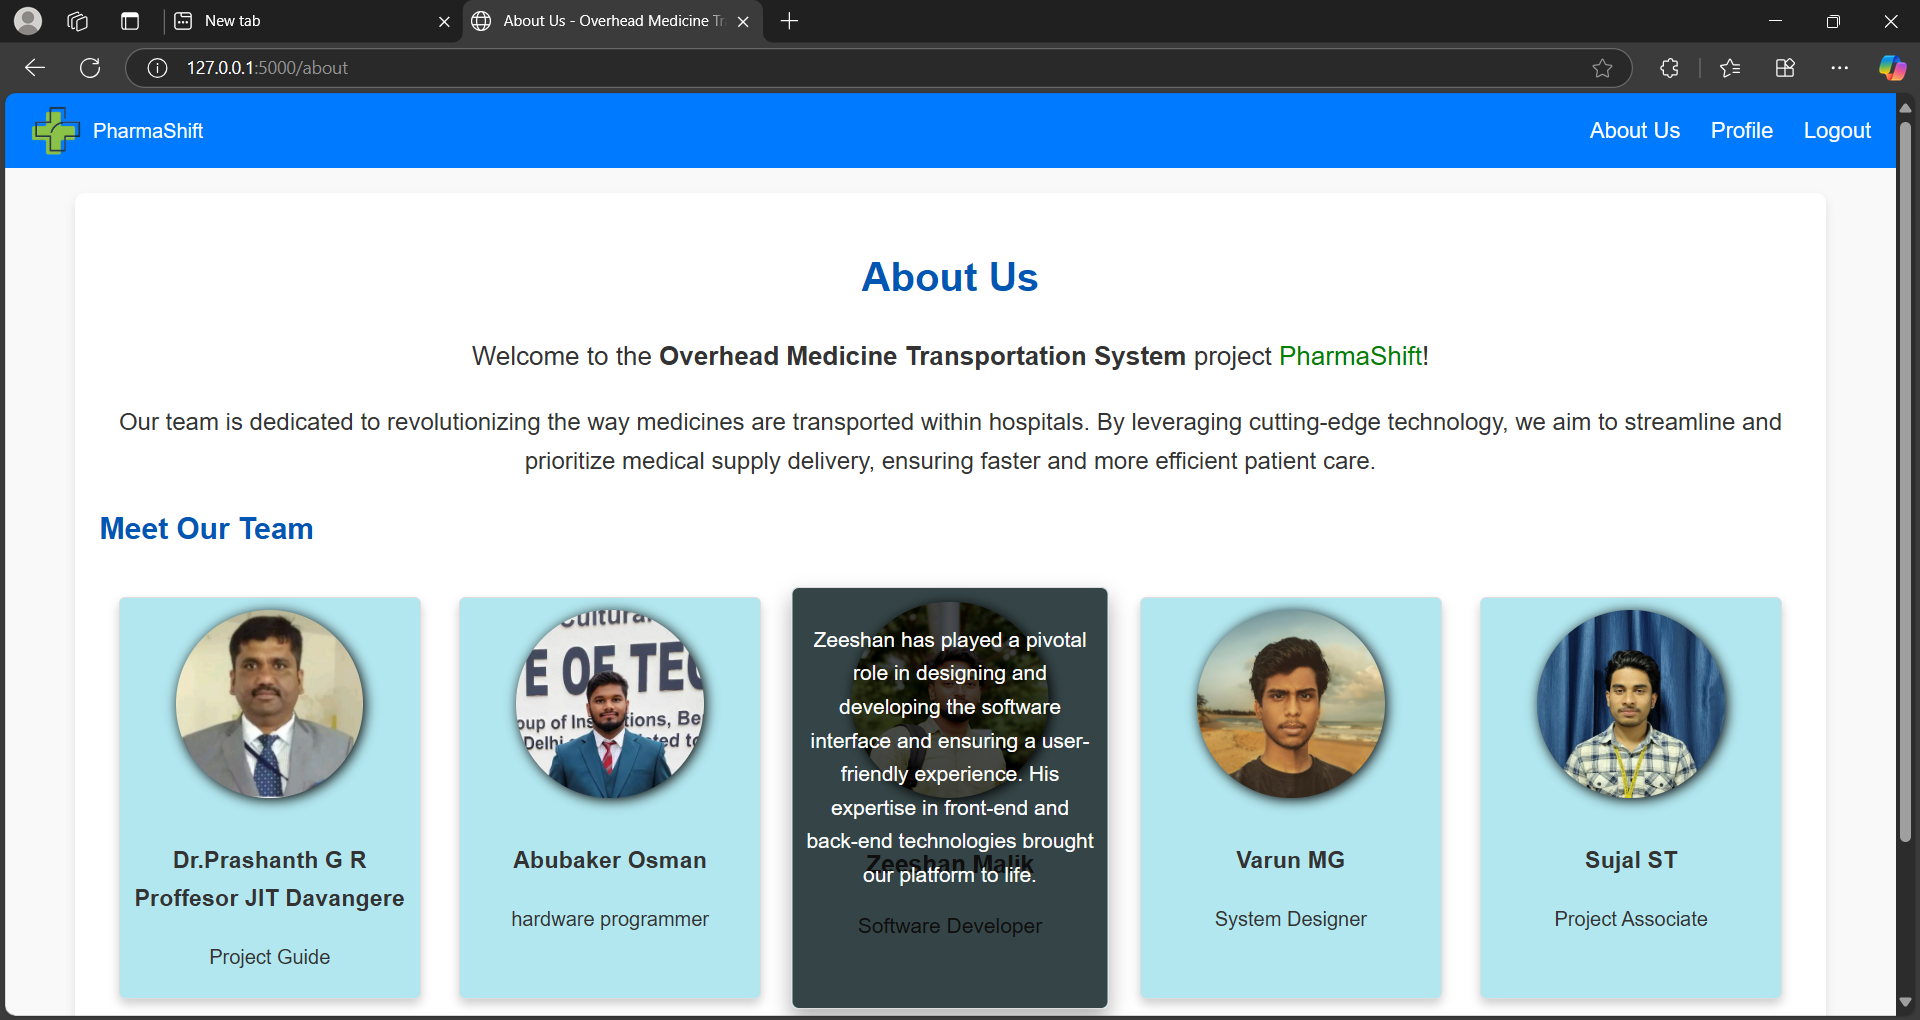 New tab
About Us - Overhead Medicine Tr
127.0.0.1:5000/about
PharmaShift
About Us
Profile
Logout
About Us
Welcome to the Overhead Medicine Transportation System project PharmaShift!
Our team is dedicated to revolutionizing the way medicines are transported within hospitals. By leveraging cutting-edge technology, we aim to streamline and
prioritize medical supply delivery, ensuring faster and more efficient patient care.
Meet Our Team
Dr.Prashanth G R
Proffesor JIT Davangere
Project Guide
E OF TEC
Delhi
Abubaker Osman
hardware programmer
Zeeshan has played a pivotal
role in designing and
developing the software
interface and ensuring a user-
friendly experience. His
expertise in front-end and
back-end technologies brought
our platform to life.
Zeeshan Malik
Software Developer
Varun MG
System Designer
Sujal ST
Project Associate